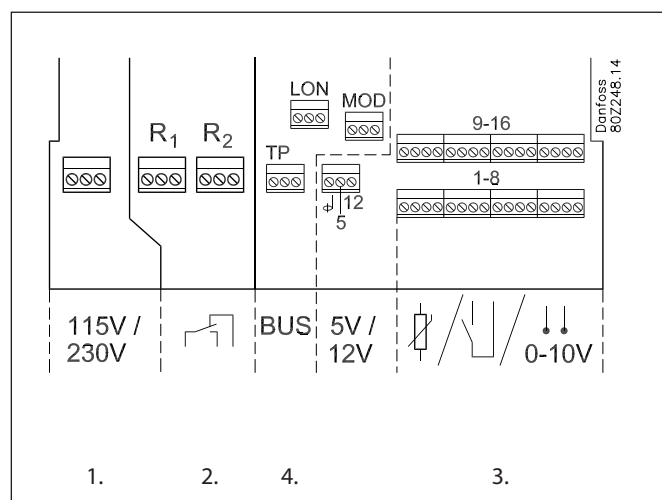 LON
MOD
Danfoss
80Z248.14
R1 R2
9-16
TP
1-8
12
5
115V /
230V
BUS
5V /
12V
0-10V
1. 2. 4. 3.